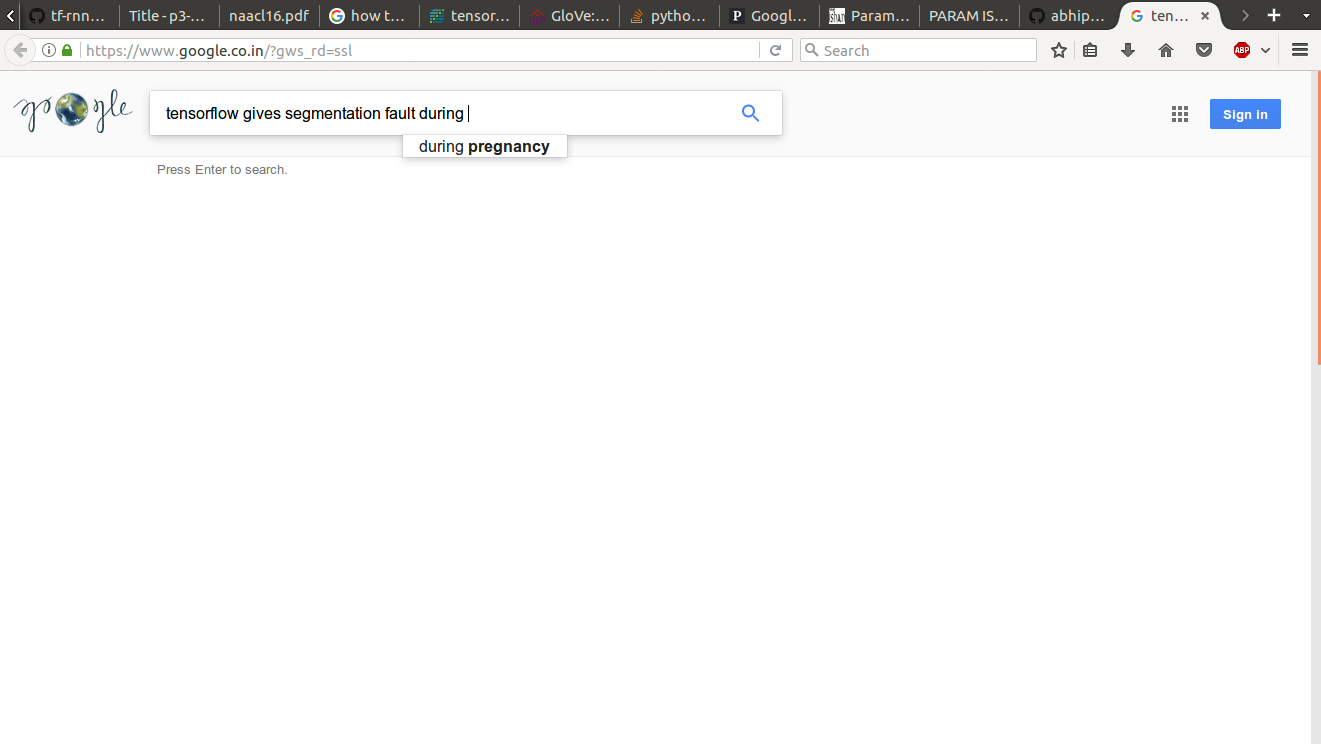 tf-rnn... Title - p3-... naacl16.pdf how t... tensor... GloVe:... pytho... Googl... Param... PARAM IS... abhip... ten...
https://www.google.co.in/?gws_rd=ssl Search ABP
google tensorflow gives segmentation fault during Sign in
during pregnancy
Press Enter to search.